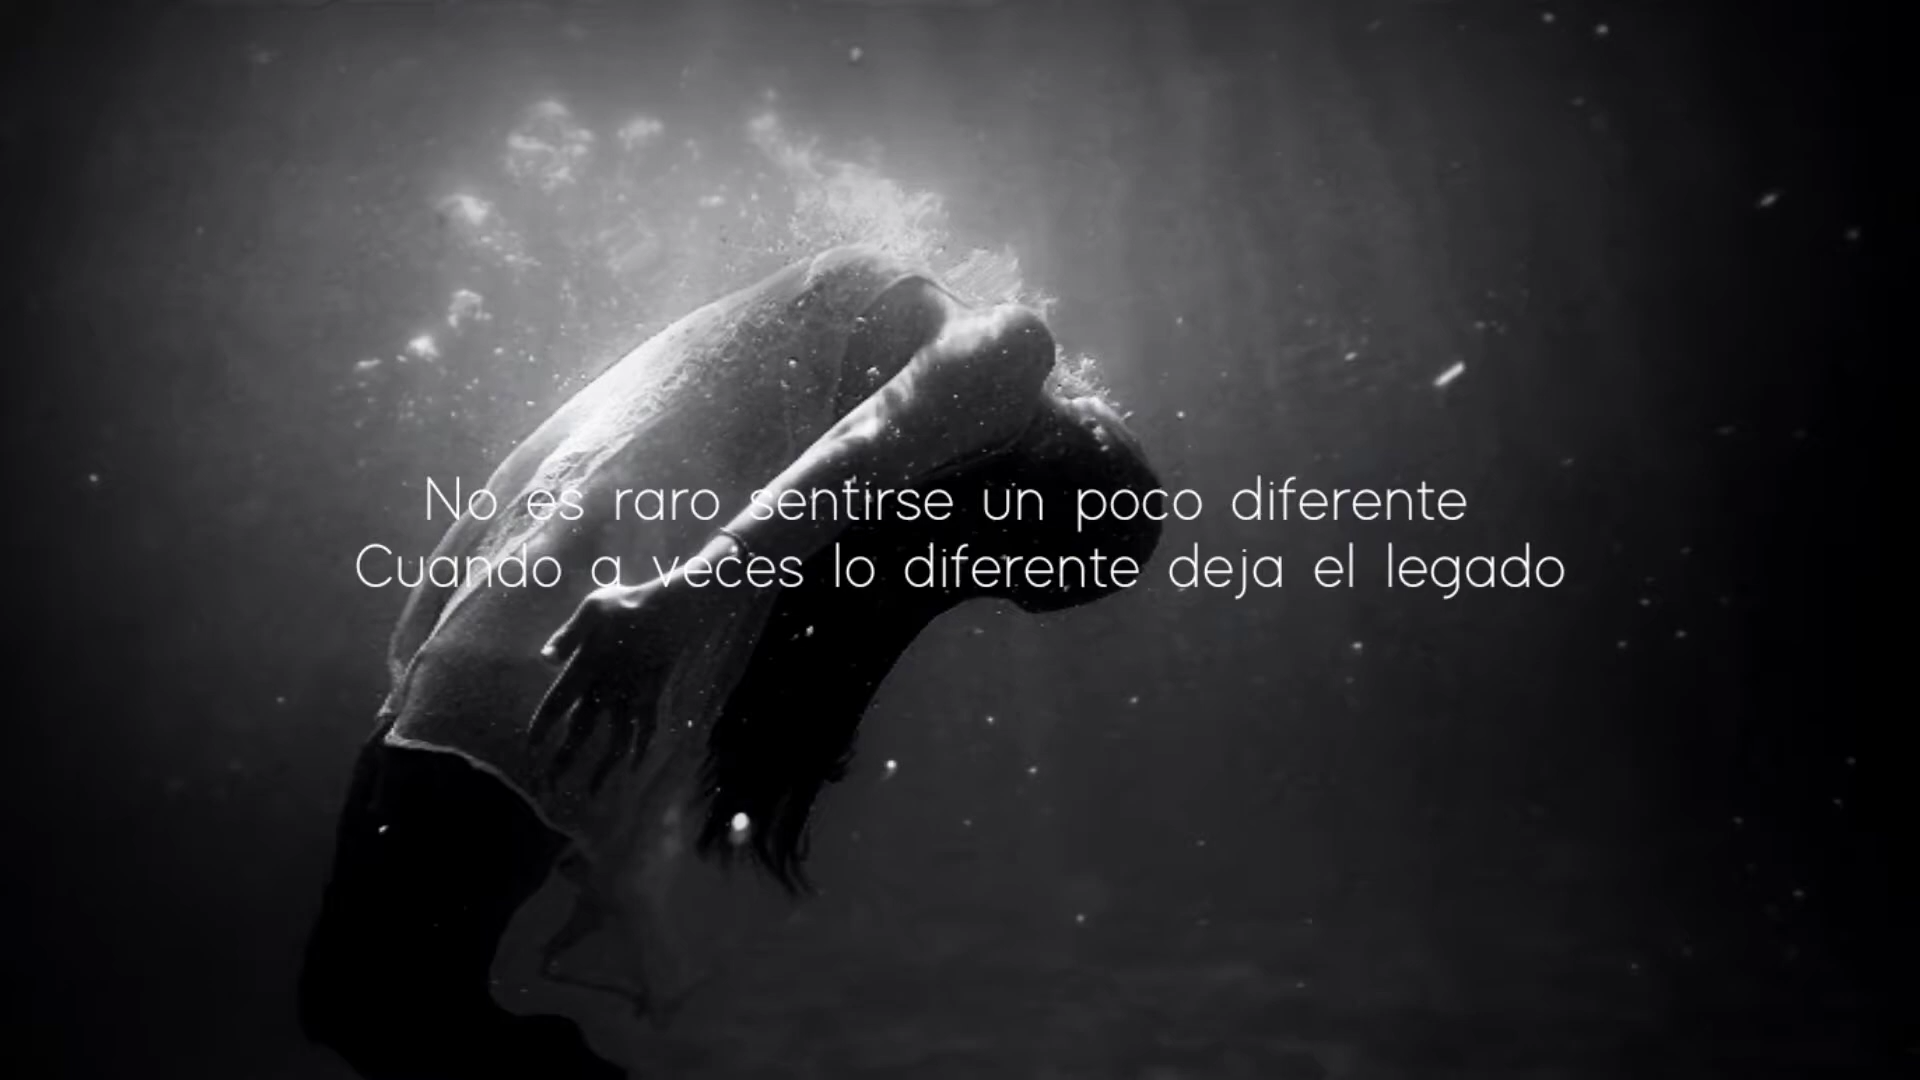 No es raro sentirse un poco diferente
Cuando a veces lo diferente deja el legado